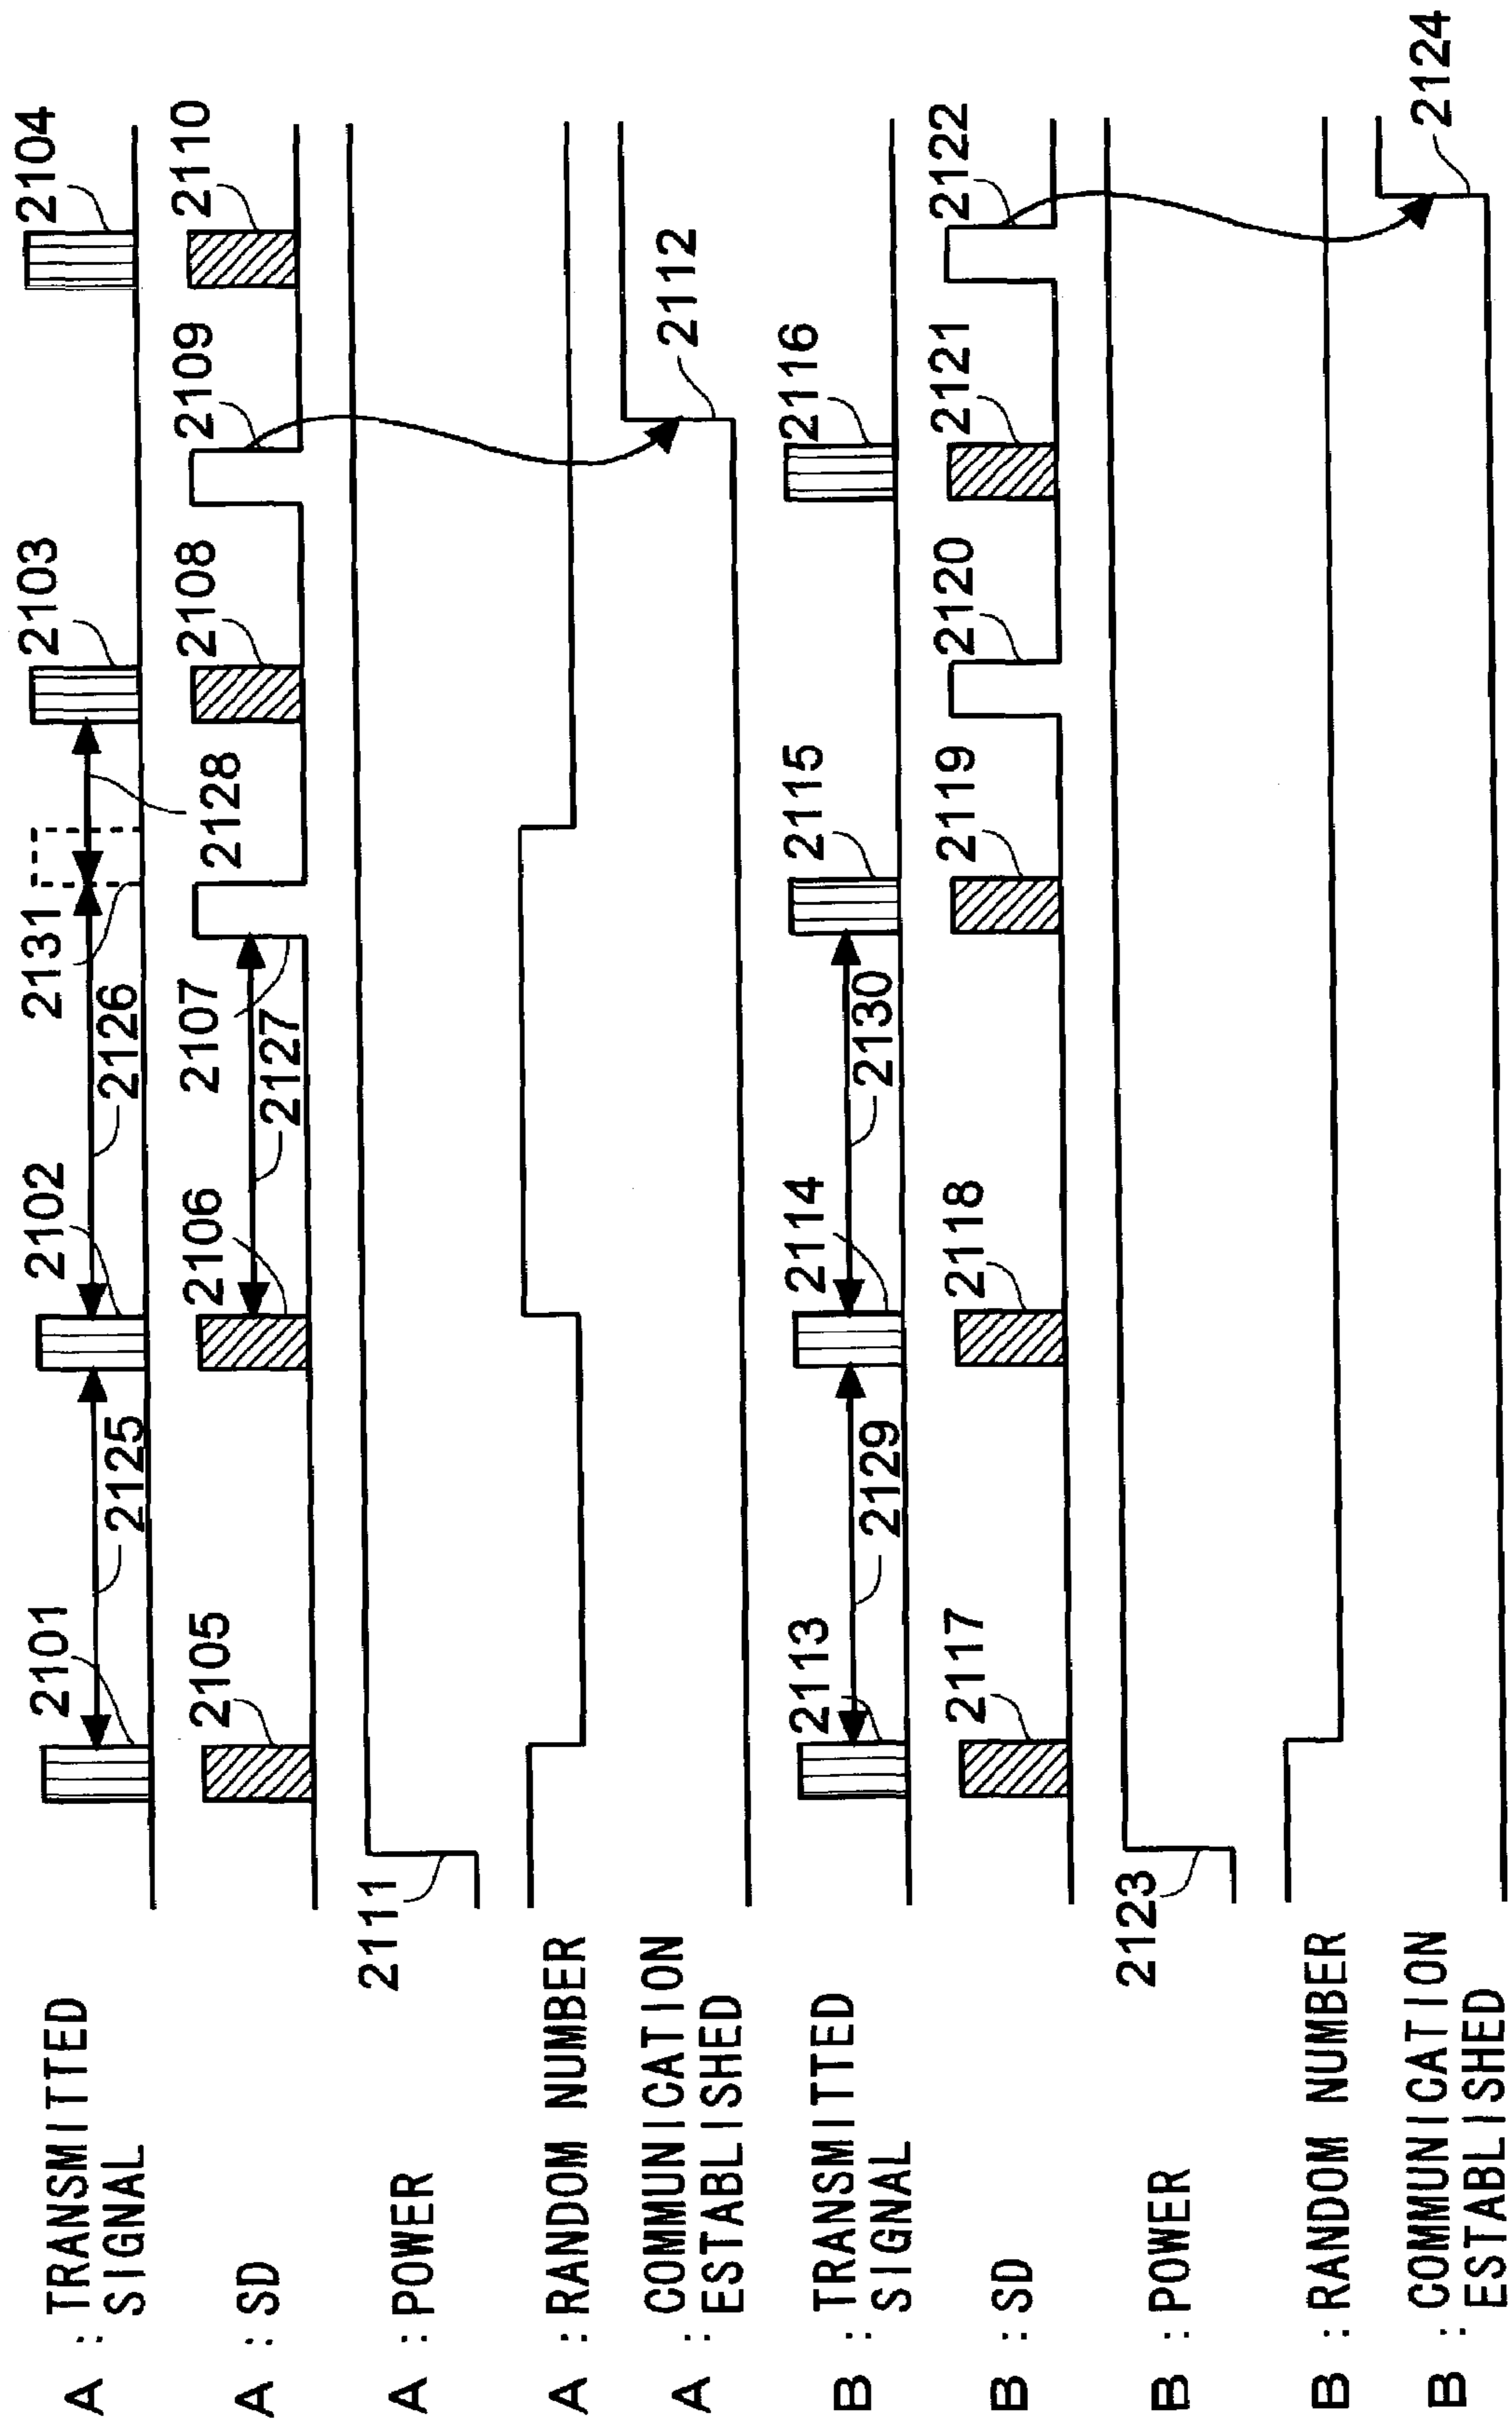 A : TRANSMITTED
SIGNAL
2101
2125
2102
2126
2131
2128
2103
2104
A : SD
2105
2106
2127
2107
2108
2109
2110
A : POWER
2111
A : RANDOM NUMBER
A : COMMUNICATION
ESTABLISHED
2112
B : TRANSMITTED
SIGNAL
2113
2129
2114
2130
2115
2116
B : SD
2117
2118
2119
2120
2121
2122
B : POWER
2123
B : RANDOM NUMBER
B : COMMUNICATION
ESTABLISHED
2124